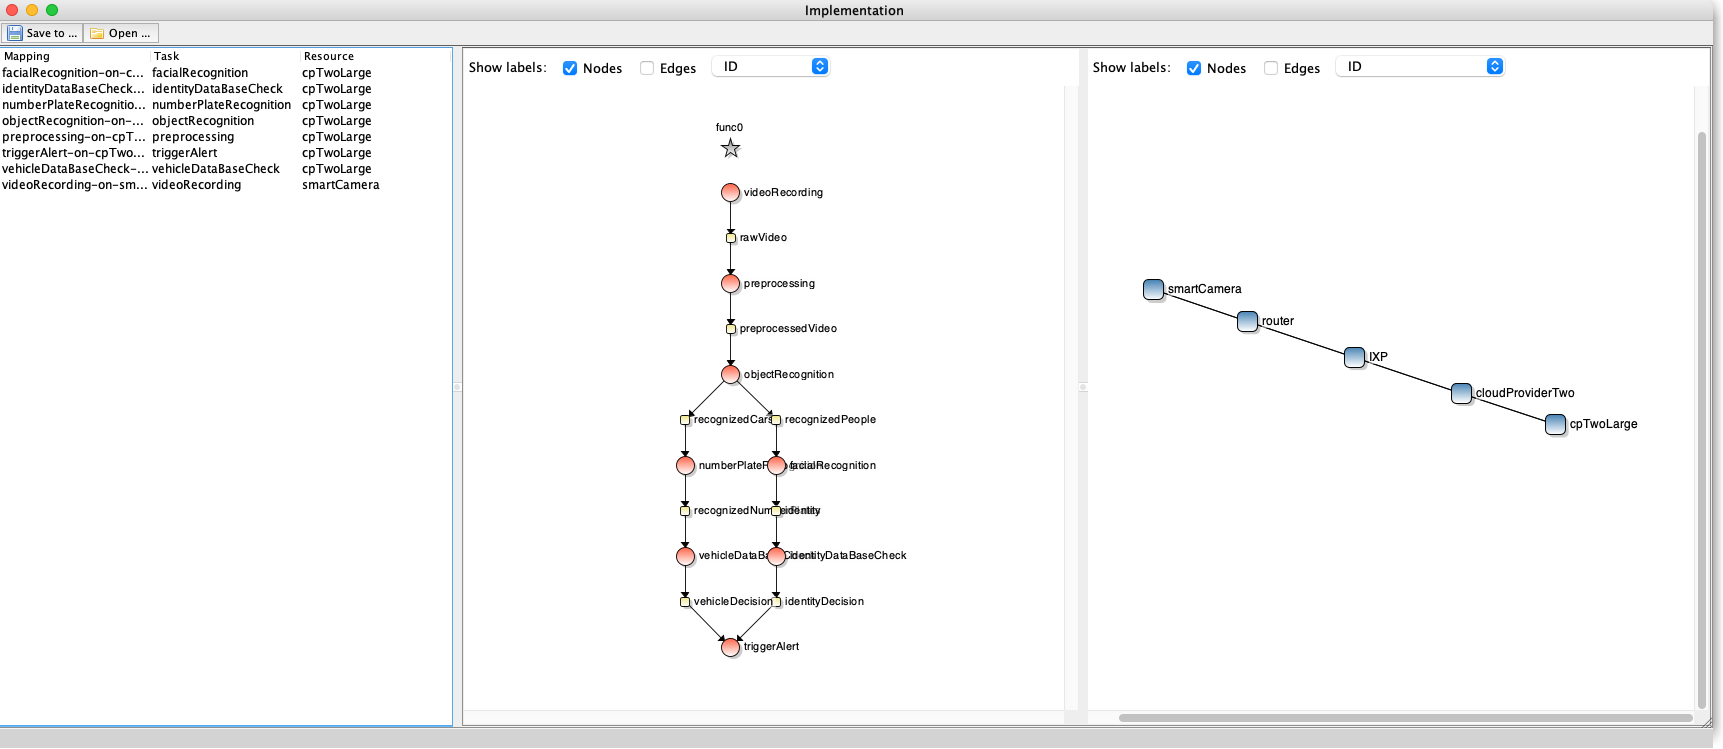 Implementation
Save to ... Open ...
Mapping Task Resource
facialRecognition-on-c... facialRecognition cpTwoLarge
identityDataBaseCheck... identityDataBaseCheck cpTwoLarge
numberPlateRecognitio... numberPlateRecognition cpTwoLarge
objectRecognition-on-... objectRecognition cpTwoLarge
preprocessing-on-cpT... preprocessing cpTwoLarge
triggerAlert-on-cpTwo... triggerAlert cpTwoLarge
vehicleDataBaseCheck-... vehicleDataBaseCheck cpTwoLarge
videoRecording-on-sm... videoRecording smartCamera
Show labels: Nodes Edges ID
func0
videoRecording
rawVideo
preprocessing
preprocessedVideo
objectRecognition
recognizedCars recognizedPeople
facialRecognition
identity
identityDataBaseCheck
vehicleDecision identityDecision
triggerAlert
Show labels: Nodes Edges ID
smartCamera
router
IXP
cloudProviderTwo
cpTwoLarge